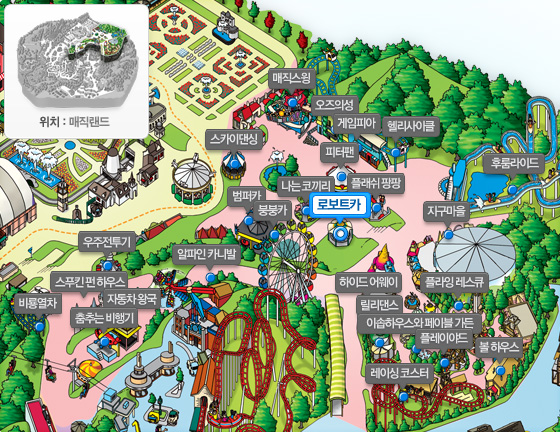 위치 : 매직랜드
매직스윙
오즈의성
게임피아
헬리사이클
스카이댄싱
피터팬
후룸라이드
나는 코끼리
플래쉬 팡팡
범퍼카
붕붕카
로보트카
지구마을
우주전투기
알파인 카니발
스푸킨 펀 하우스
하이드 어웨이
플라잉 레스큐
비룡열차
자동차 왕국
릴리댄스
춤추는 비행기
이솝하우스와 페이블 가든
플레이야드
볼 하우스
레이싱 코스터